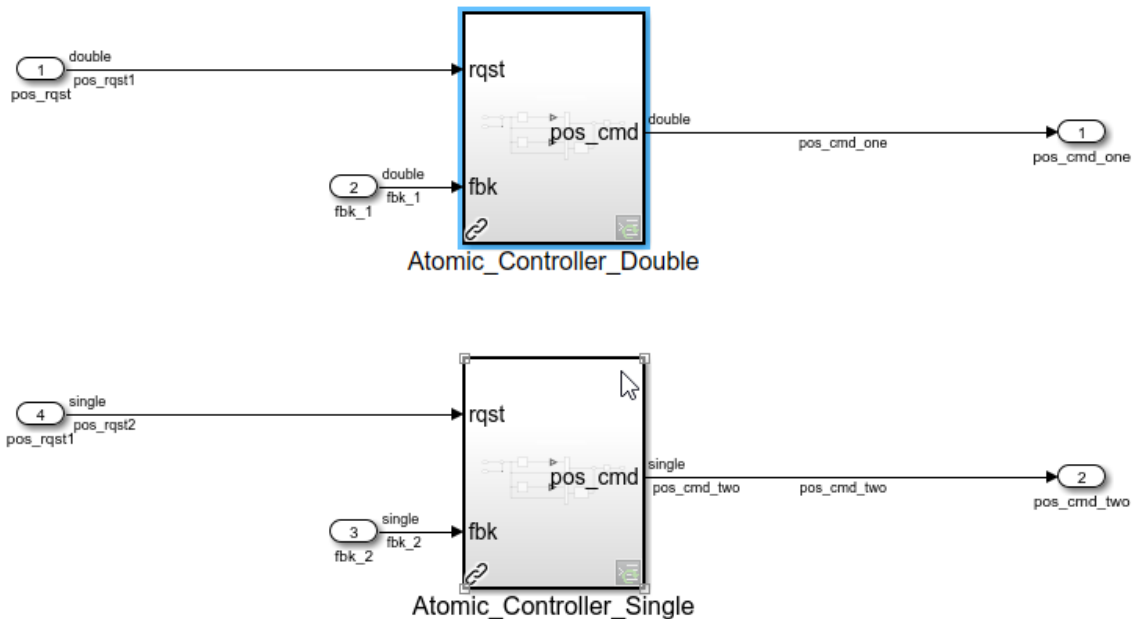 double
1
pos_rqst1
pos_rqst
rqst
pos_cmd
double
pos_cmd_one
1
pos_cmd_one
double
2
fbk_1
fbk_1
fbk
Atomic_Controller_Double
single
4
pos_rqst2
pos_rqst1
rqst
pos_cmd
single
pos_cmd_two
pos_cmd_two
2
pos_cmd_two
single
3
fbk_2
fbk_2
fbk
Atomic_Controller_Single